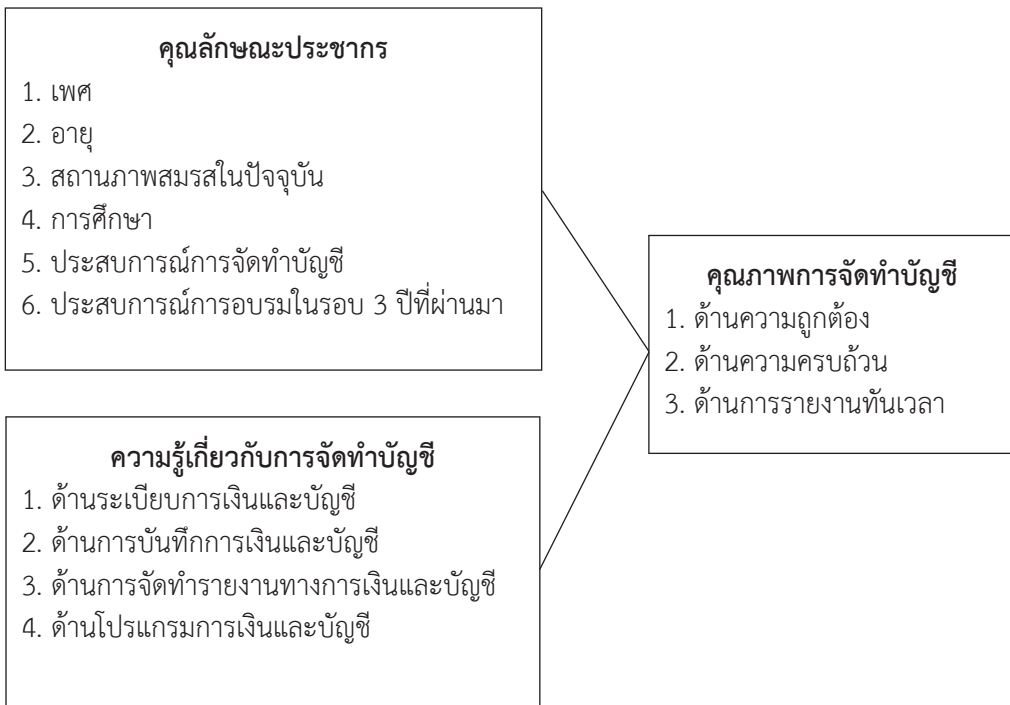 คุณลักษณะประชากร
1. เพศ
2. อายุ
3. สถานภาพสมรสในปัจจุบัน
4. การศึกษา
5. ประสบการณ์การจัดทำบัญชี
6. ประสบการณ์การอบรมในรอบ 3 ปีที่ผ่านมา
ความรู้เกี่ยวกับการจัดทำบัญชี
1. ด้านระเบียบการเงินและบัญชี
2. ด้านการบันทึกการเงินและบัญชี
3. ด้านการจัดทำรายงานทางการเงินและบัญชี
4. ด้านโปรแกรมการเงินและบัญชี
คุณภาพการจัดทำบัญชี
1. ด้านความถูกต้อง
2. ด้านความครบถ้วน
3. ด้านการรายงานทันเวลา